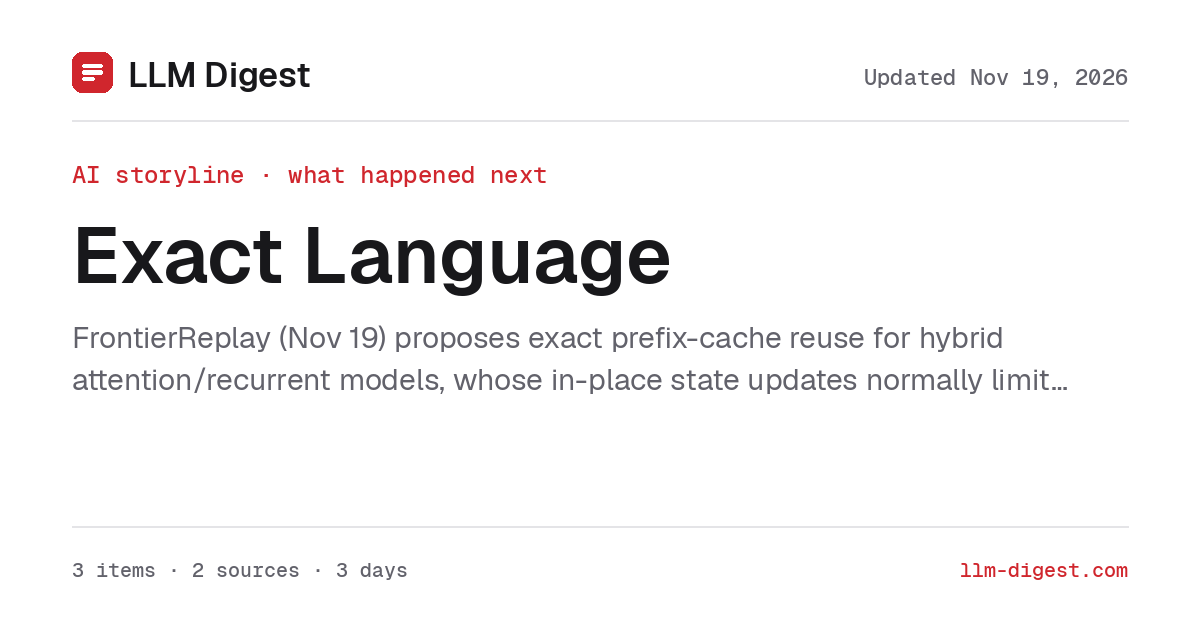 LLM Digest
Updated Nov 19, 2026
AI storyline · what happened next
Exact Language
FrontierReplay (Nov 19) proposes exact prefix-cache reuse for hybrid
attention/recurrent models, whose in-place state updates normally limit…
3 items · 2 sources · 3 days
llm-digest.com